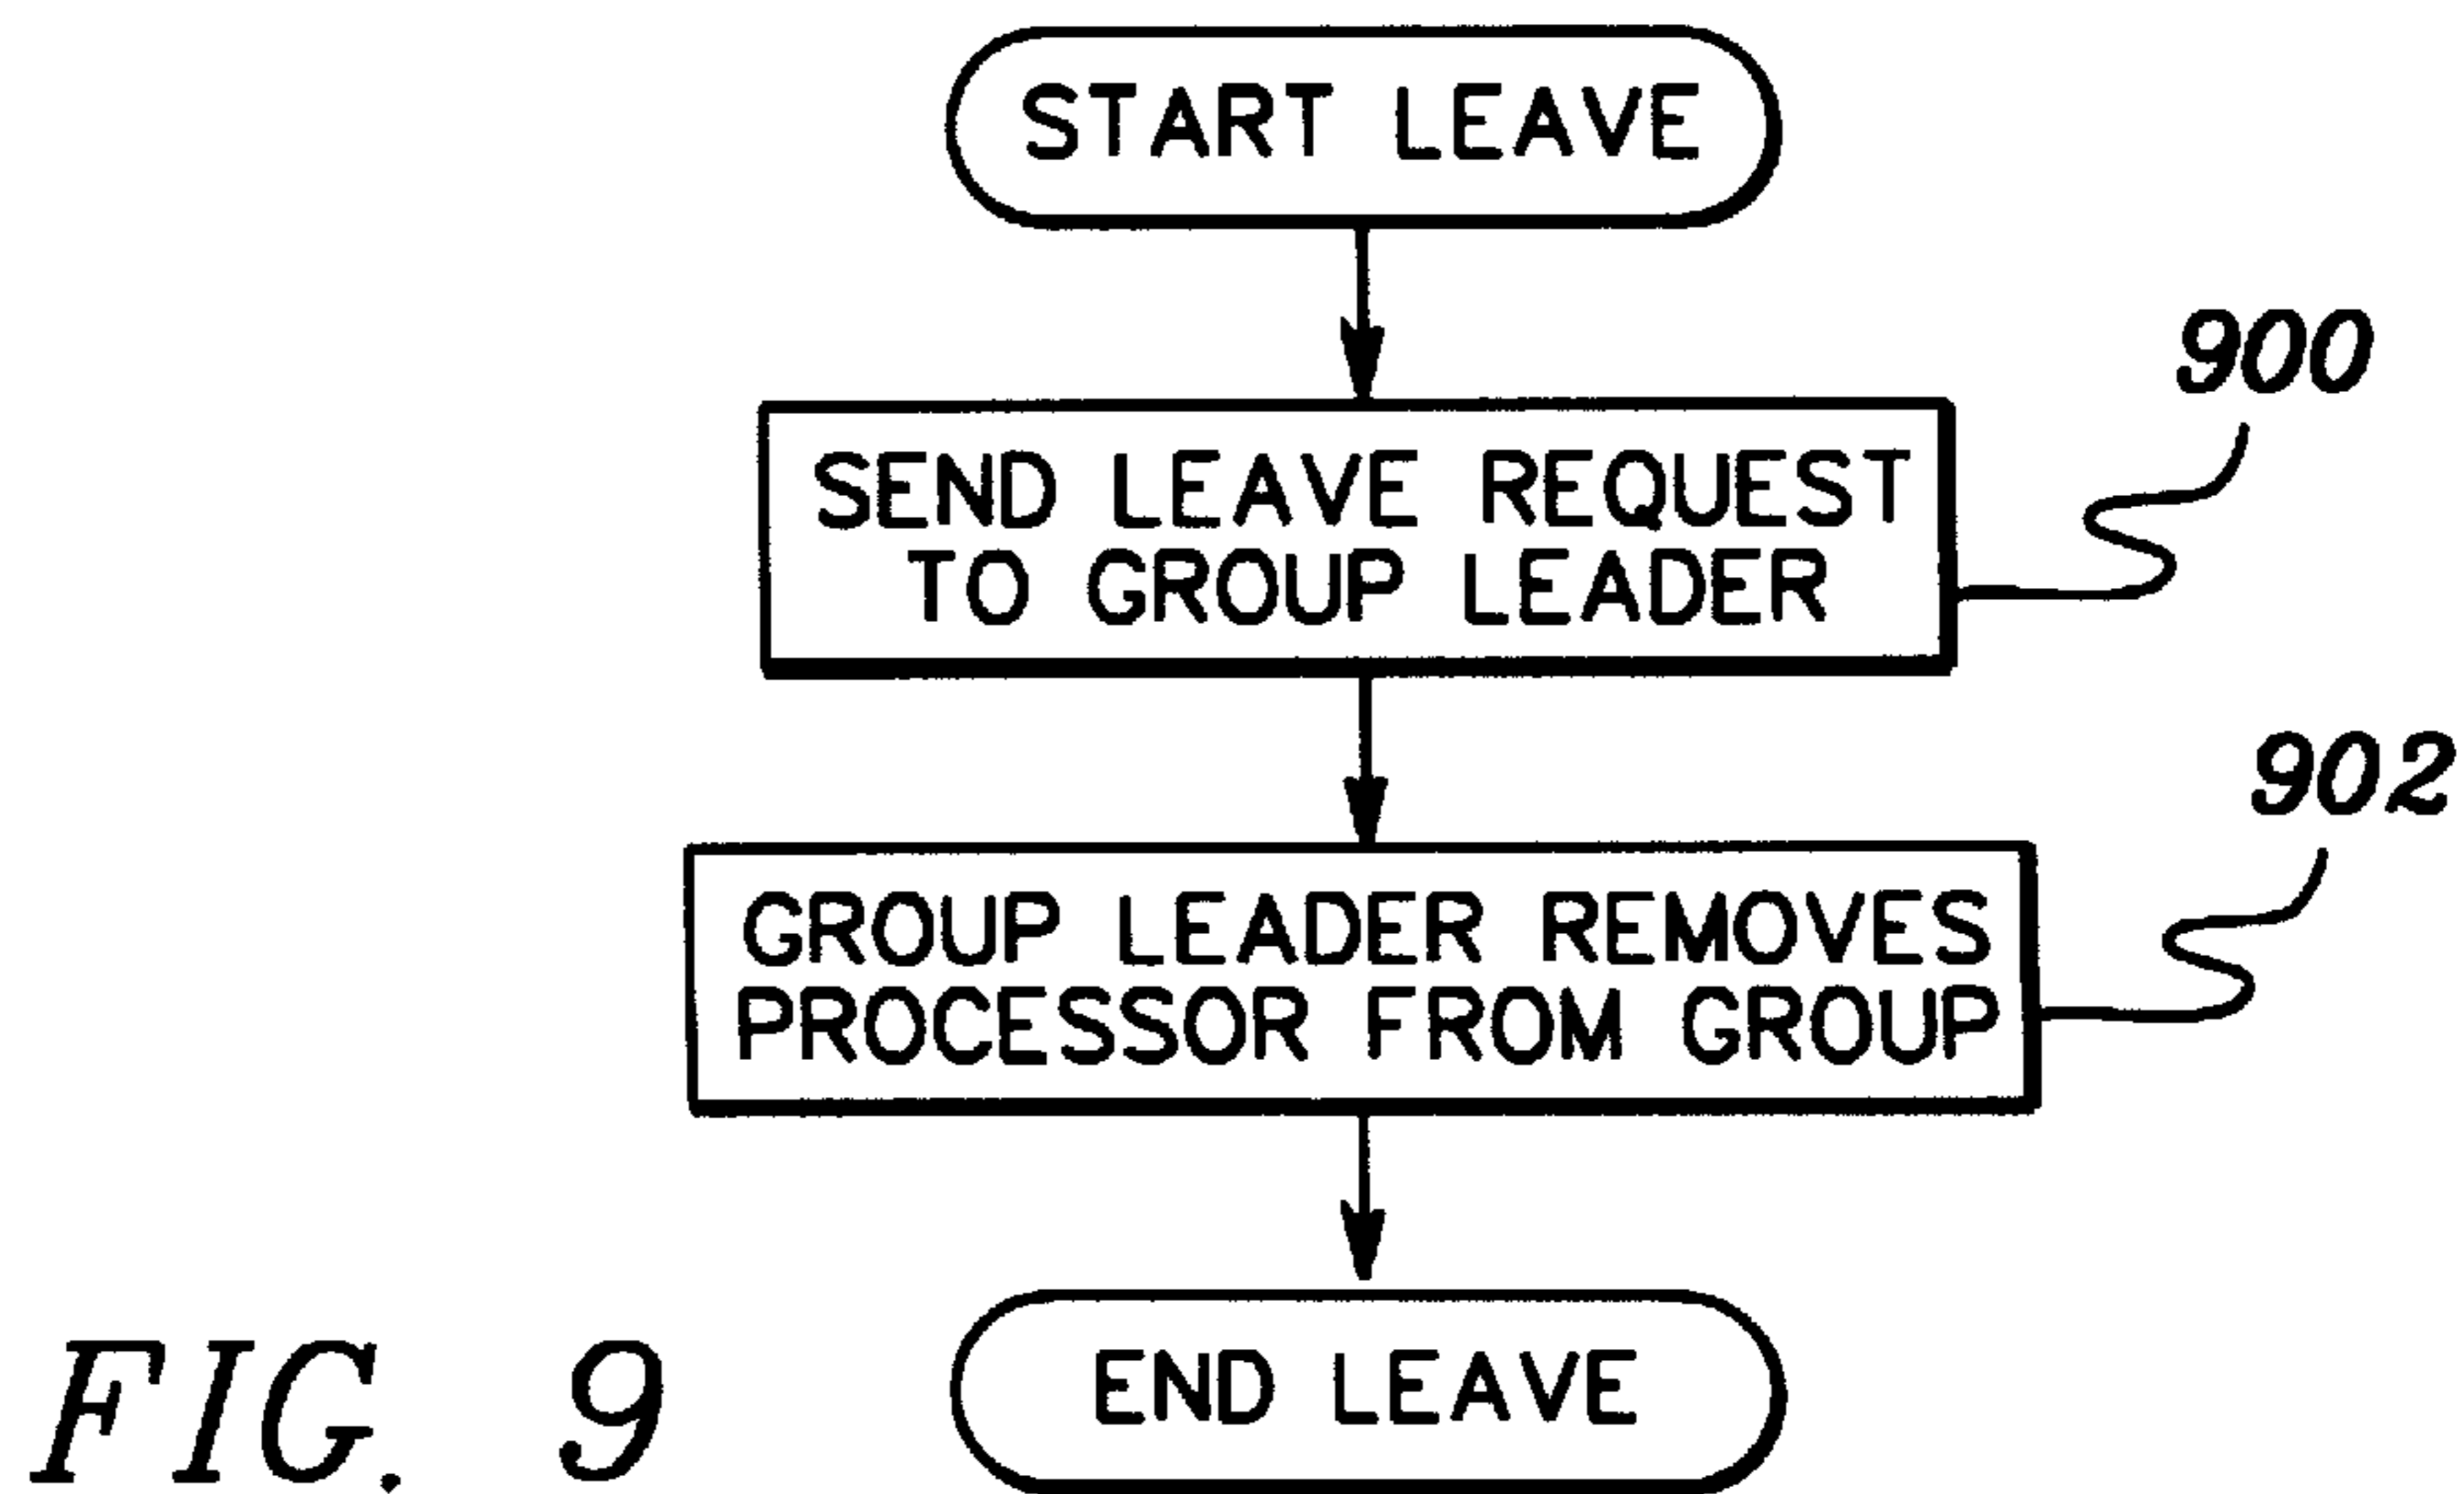 START LEAVE
900
SEND LEAVE REQUEST
TO GROUP LEADER
902
GROUP LEADER REMOVES
PROCESSOR FROM GROUP
END LEAVE
FIG. 9